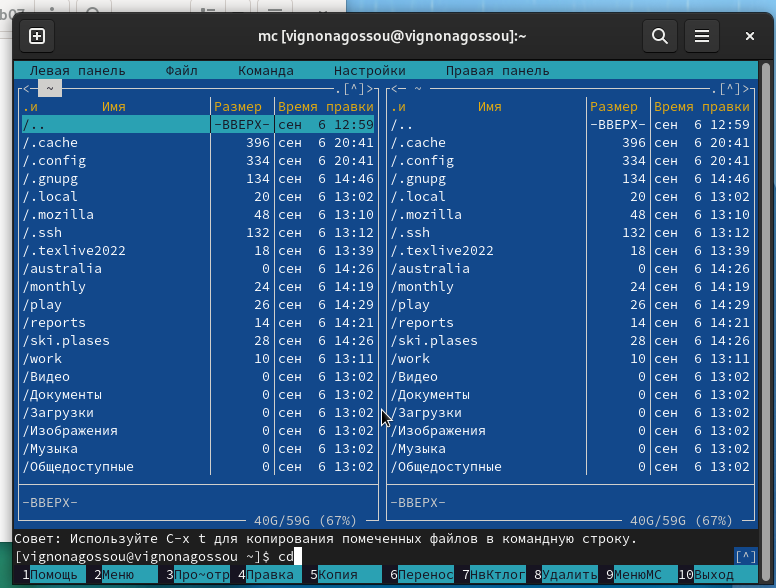 mc [vignonagossou@vignonagossou]:~
Левая панель Файл Команда Настройки Правая панель
<─ ~ .[^]> <─ ~ .[^]>
.и Имя Размер Время правки .и Имя Размер Время правки
/.. -ВВЕРХ- сен 6 12:59 /.. -ВВЕРХ- сен 6 12:59
/.cache 396 сен 6 20:41 /.cache 396 сен 6 20:41
/.config 334 сен 6 20:41 /.config 334 сен 6 20:41
/.gnupg 134 сен 6 14:46 /.gnupg 134 сен 6 14:46
/.local 20 сен 6 13:02 /.local 20 сен 6 13:02
/.mozilla 48 сен 6 13:10 /.mozilla 48 сен 6 13:10
/.ssh 132 сен 6 13:12 /.ssh 132 сен 6 13:12
/.texlive2022 18 сен 6 13:39 /.texlive2022 18 сен 6 13:39
/australia 0 сен 6 14:26 /australia 0 сен 6 14:26
/monthly 24 сен 6 14:19 /monthly 24 сен 6 14:19
/play 26 сен 6 14:29 /play 26 сен 6 14:29
/reports 14 сен 6 14:21 /reports 14 сен 6 14:21
/ski.plases 28 сен 6 14:26 /ski.plases 28 сен 6 14:26
/work 10 сен 6 13:11 /work 10 сен 6 13:11
/Видео 0 сен 6 13:02 /Видео 0 сен 6 13:02
/Документы 0 сен 6 13:02 /Документы 0 сен 6 13:02
/Загрузки 0 сен 6 13:02 /Загрузки 0 сен 6 13:02
/Изображения 0 сен 6 13:02 /Изображения 0 сен 6 13:02
/Музыка 0 сен 6 13:02 /Музыка 0 сен 6 13:02
/Общедоступные 0 сен 6 13:02 /Общедоступные 0 сен 6 13:02
-ВВЕРХ- -ВВЕРХ-
40G/59G (67%) 40G/59G (67%)
Совет: Используйте C-x t для копирования помеченных файлов в командную строку.
[vignonagossou@vignonagossou ~]$ cd [^]
1Помощь 2Меню 3Про~отр 4Правка 5Копия 6Перенос 7НвКтлог 8Удалить 9МенюМС 10Выход